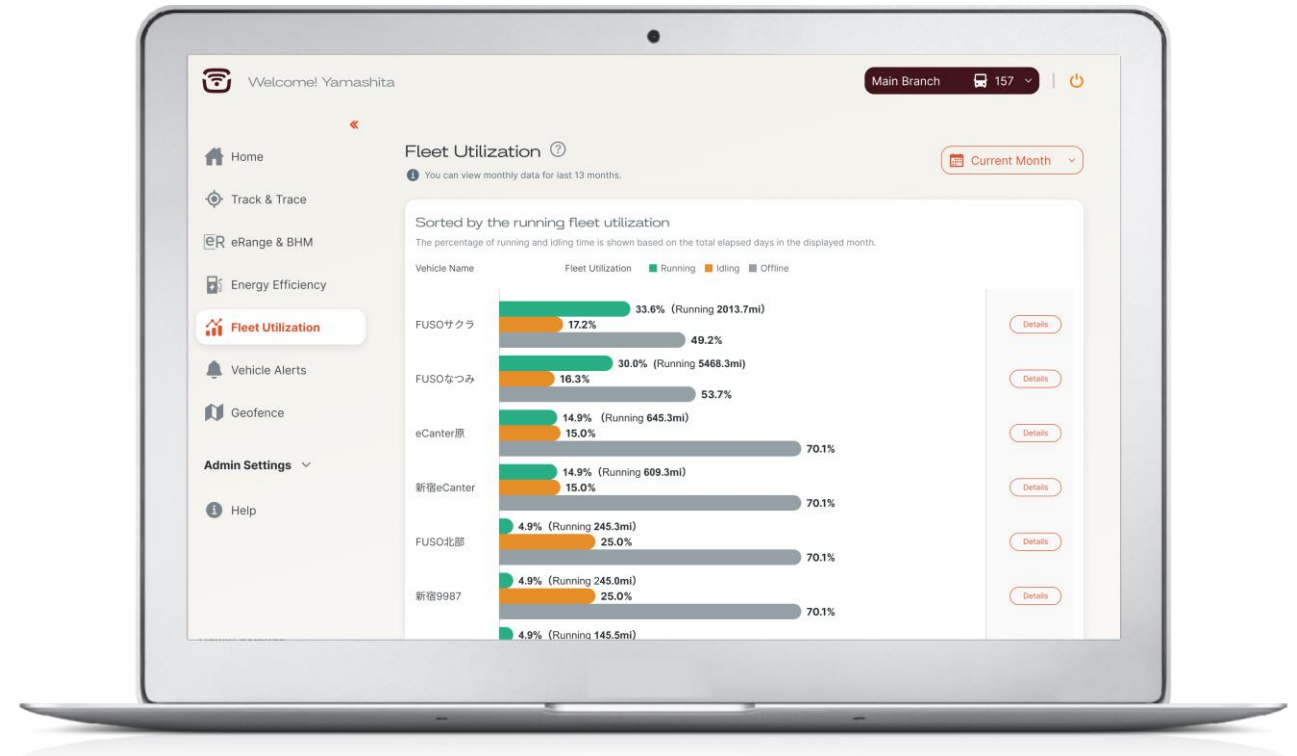 Welcome! Yamashita
Main Branch 157
Home
Track & Trace
eR eRange & BHM
Energy Efficiency
Fleet Utilization
Vehicle Alerts
Geofence
Admin Settings
Help
Fleet Utilization ?
Current Month
You can view monthly data for last 13 months.
Sorted by the running fleet utilization
The percentage of running and idling time is shown based on the total elapsed days in the displayed month.
Vehicle Name Fleet Utilization Running Idling Offline
33.6% (Running 2013.7mi)
FUSOサクラ 17.2% Details
49.2%
30.0% (Running 5468.3mi)
FUSOなつみ 16.3% Details
53.7%
14.9% (Running 645.3mi)
eCanter原 15.0% Details
70.1%
14.9% (Running 609.3mi)
新宿eCanter 15.0% Details
70.1%
4.9% (Running 245.3mi)
FUSO北部 25.0% Details
70.1%
4.9% (Running 245.0mi)
新宿9987 25.0% Details
70.1%
4.9% (Running 145.5mi)